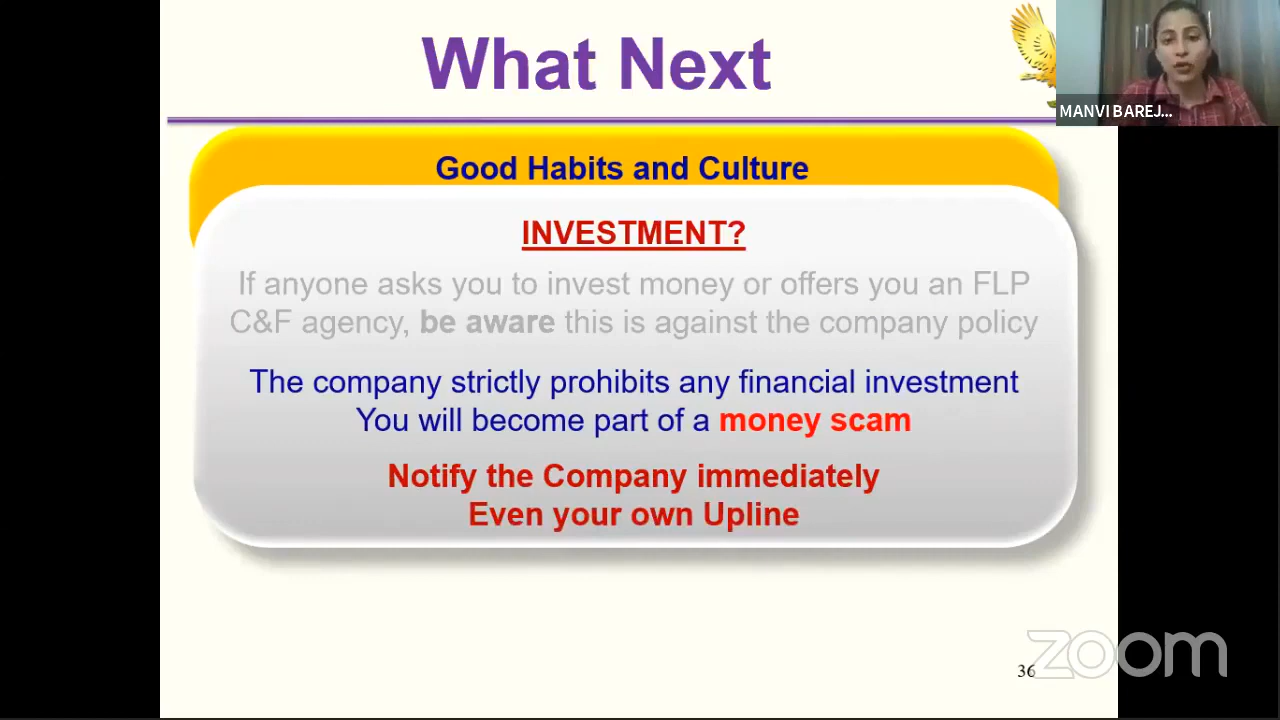 What Next
MANVI BAREJ...
Good Habits and Culture
INVESTMENT?
If anyone asks you to invest money or offers you an FLP
C&F agency, be aware this is against the company policy
The company strictly prohibits any financial investment
You will become part of a money scam
Notify the Company immediately
Even your own Upline
36
zoom